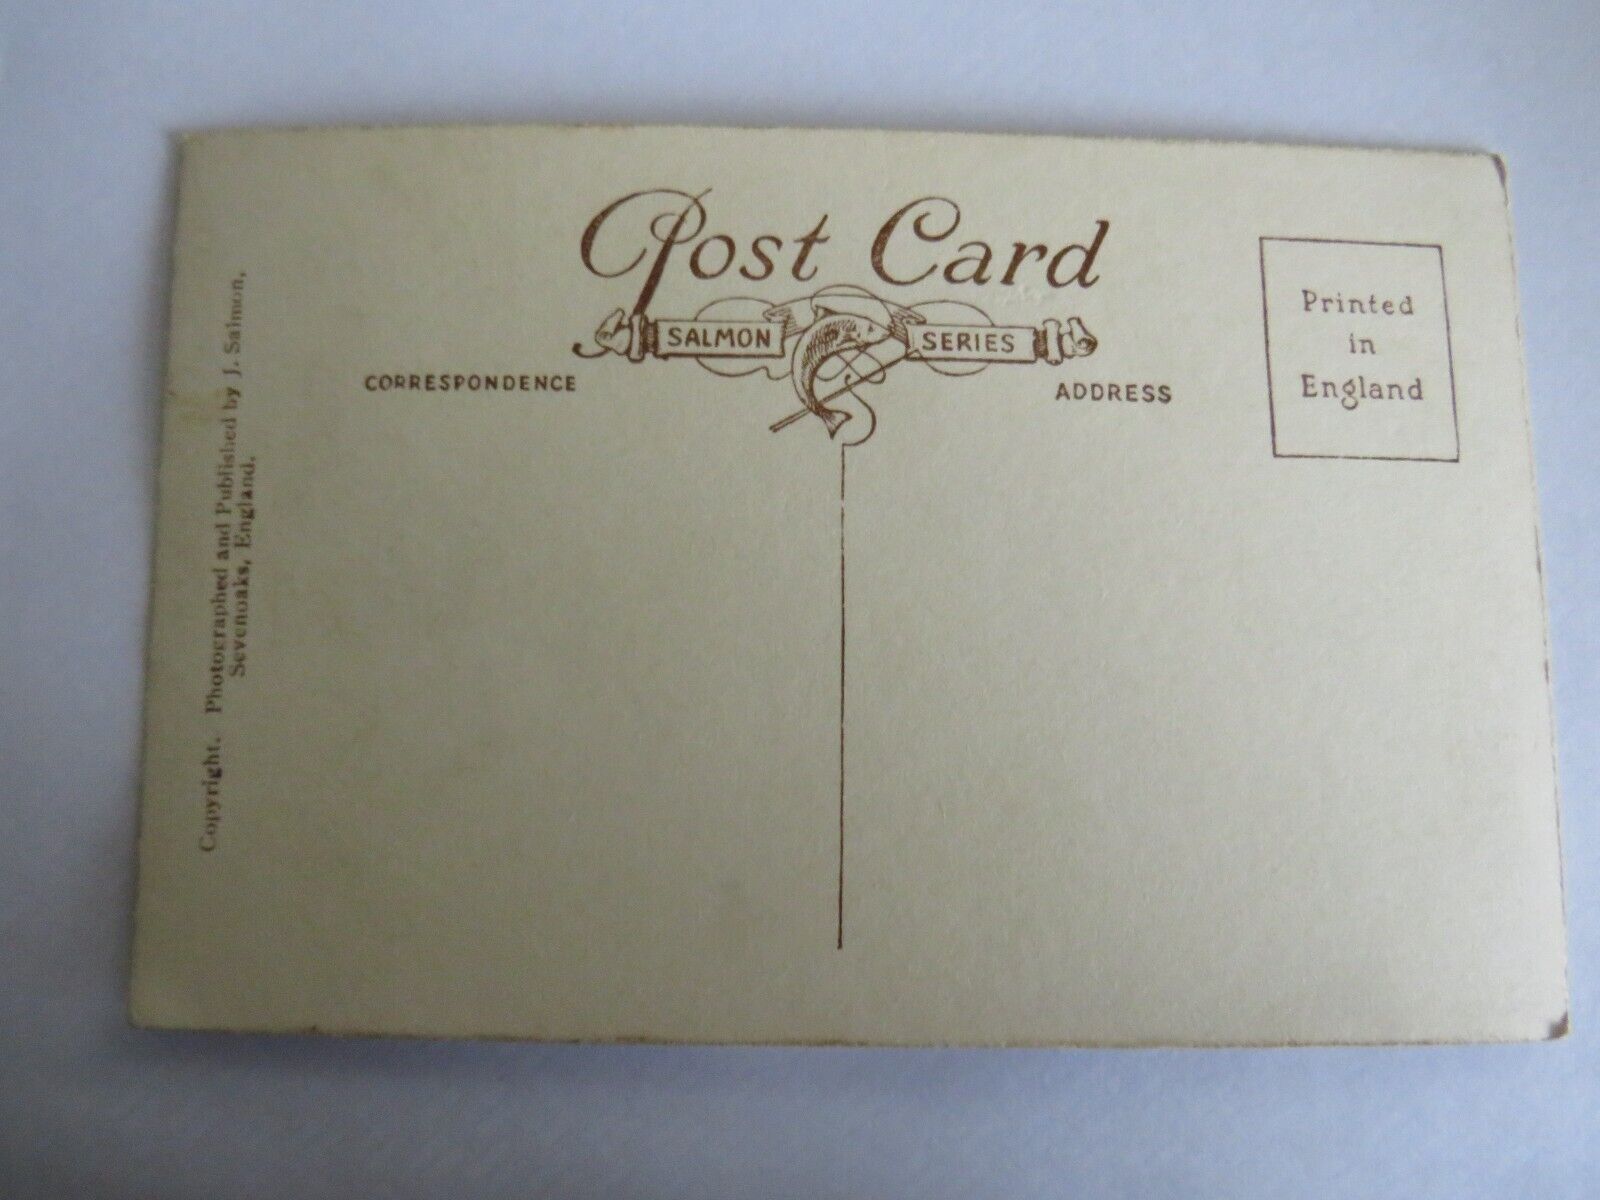 Post Card
SALMON SERIES
CORRESPONDENCE
ADDRESS
Printed
in
England
Copyright. Photographed and Published by J. Salmon,
Sevenoaks, England.